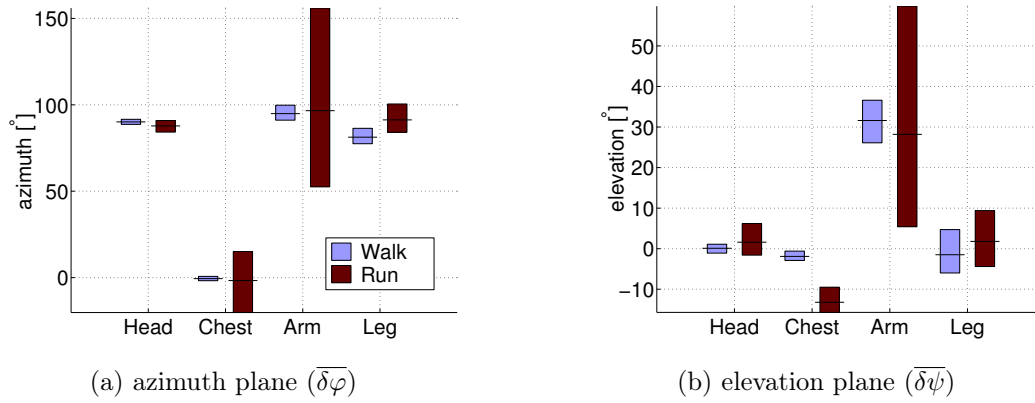 150
100
50
0
azimuth [°]
Walk
Run
Head Chest Arm Leg
(a) azimuth plane (δφ̅)
50
40
30
20
10
0
−10
elevation [°]
Head Chest Arm Leg
(b) elevation plane (δψ̅)